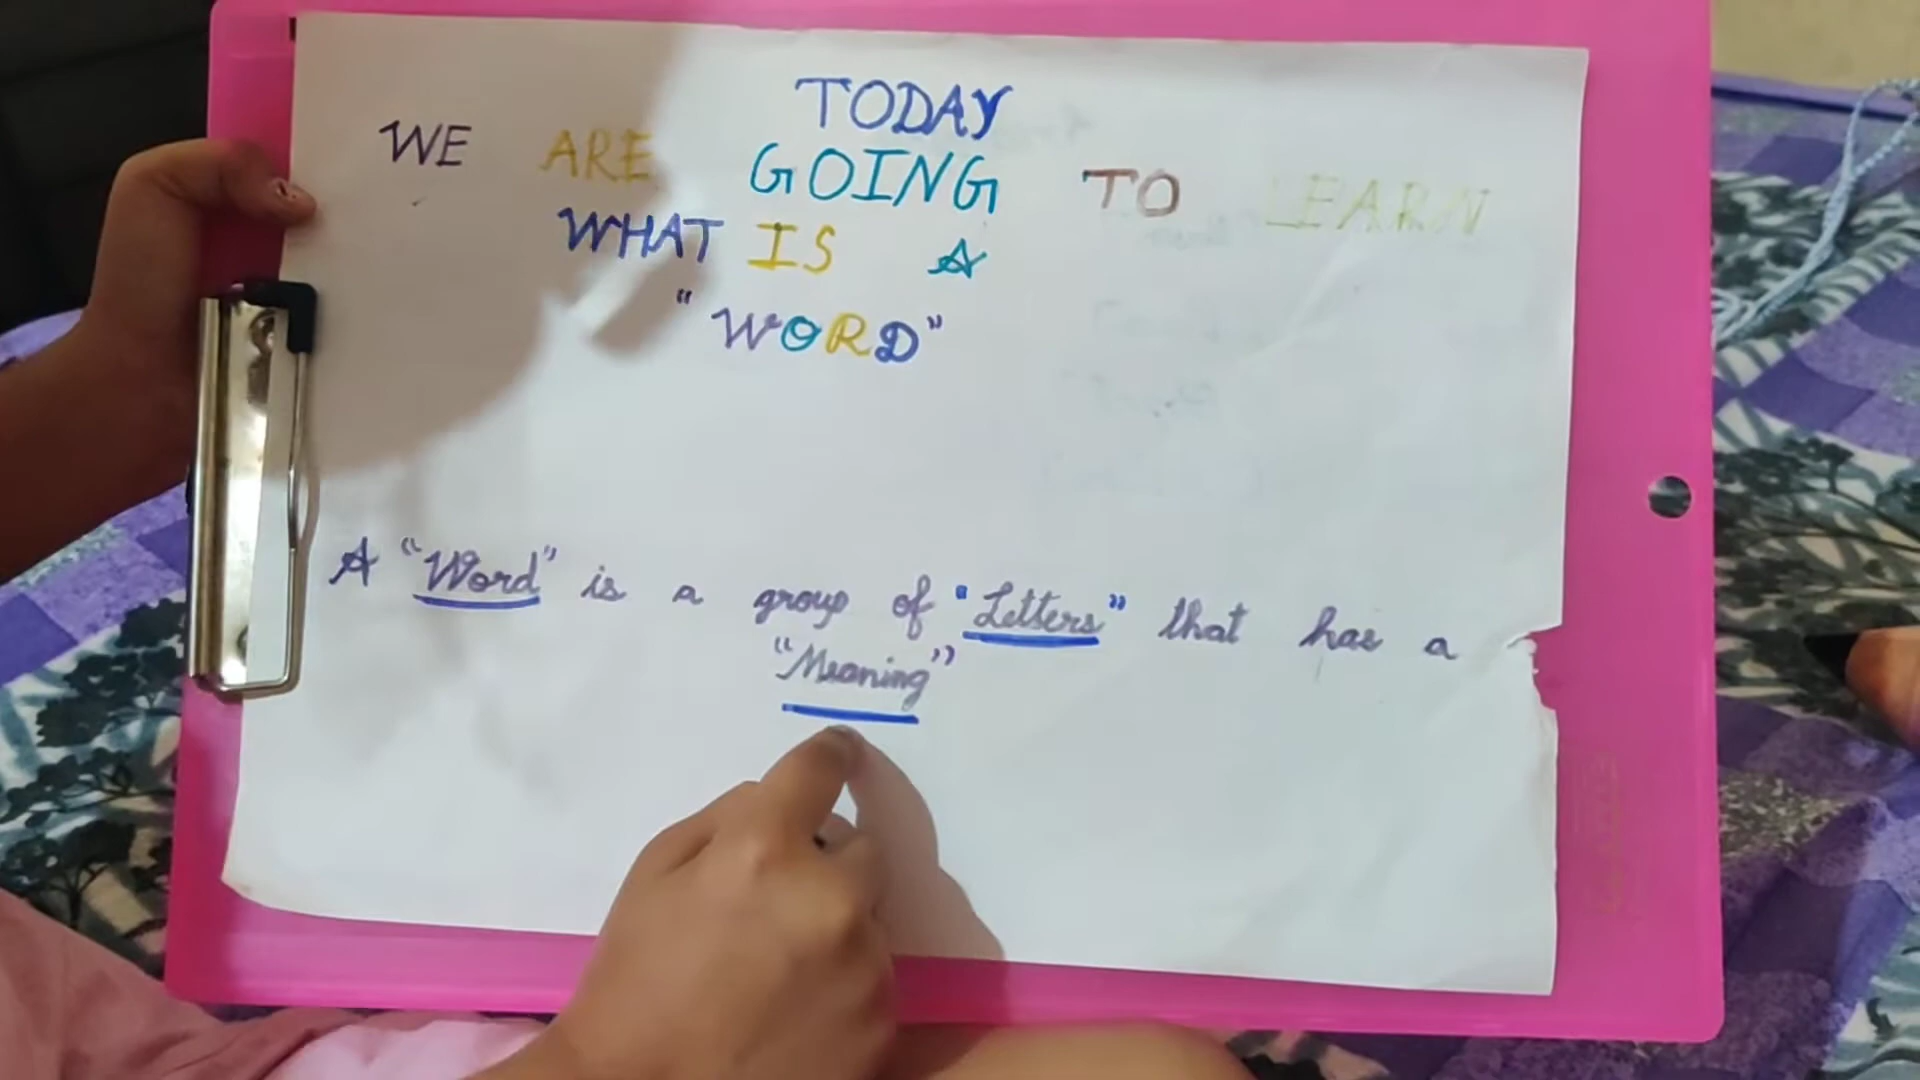 TODAY
WE ARE GOING TO LEARN
WHAT IS A
"WORD"
A "Word" is a group of "Letters" that has a
"Meaning"